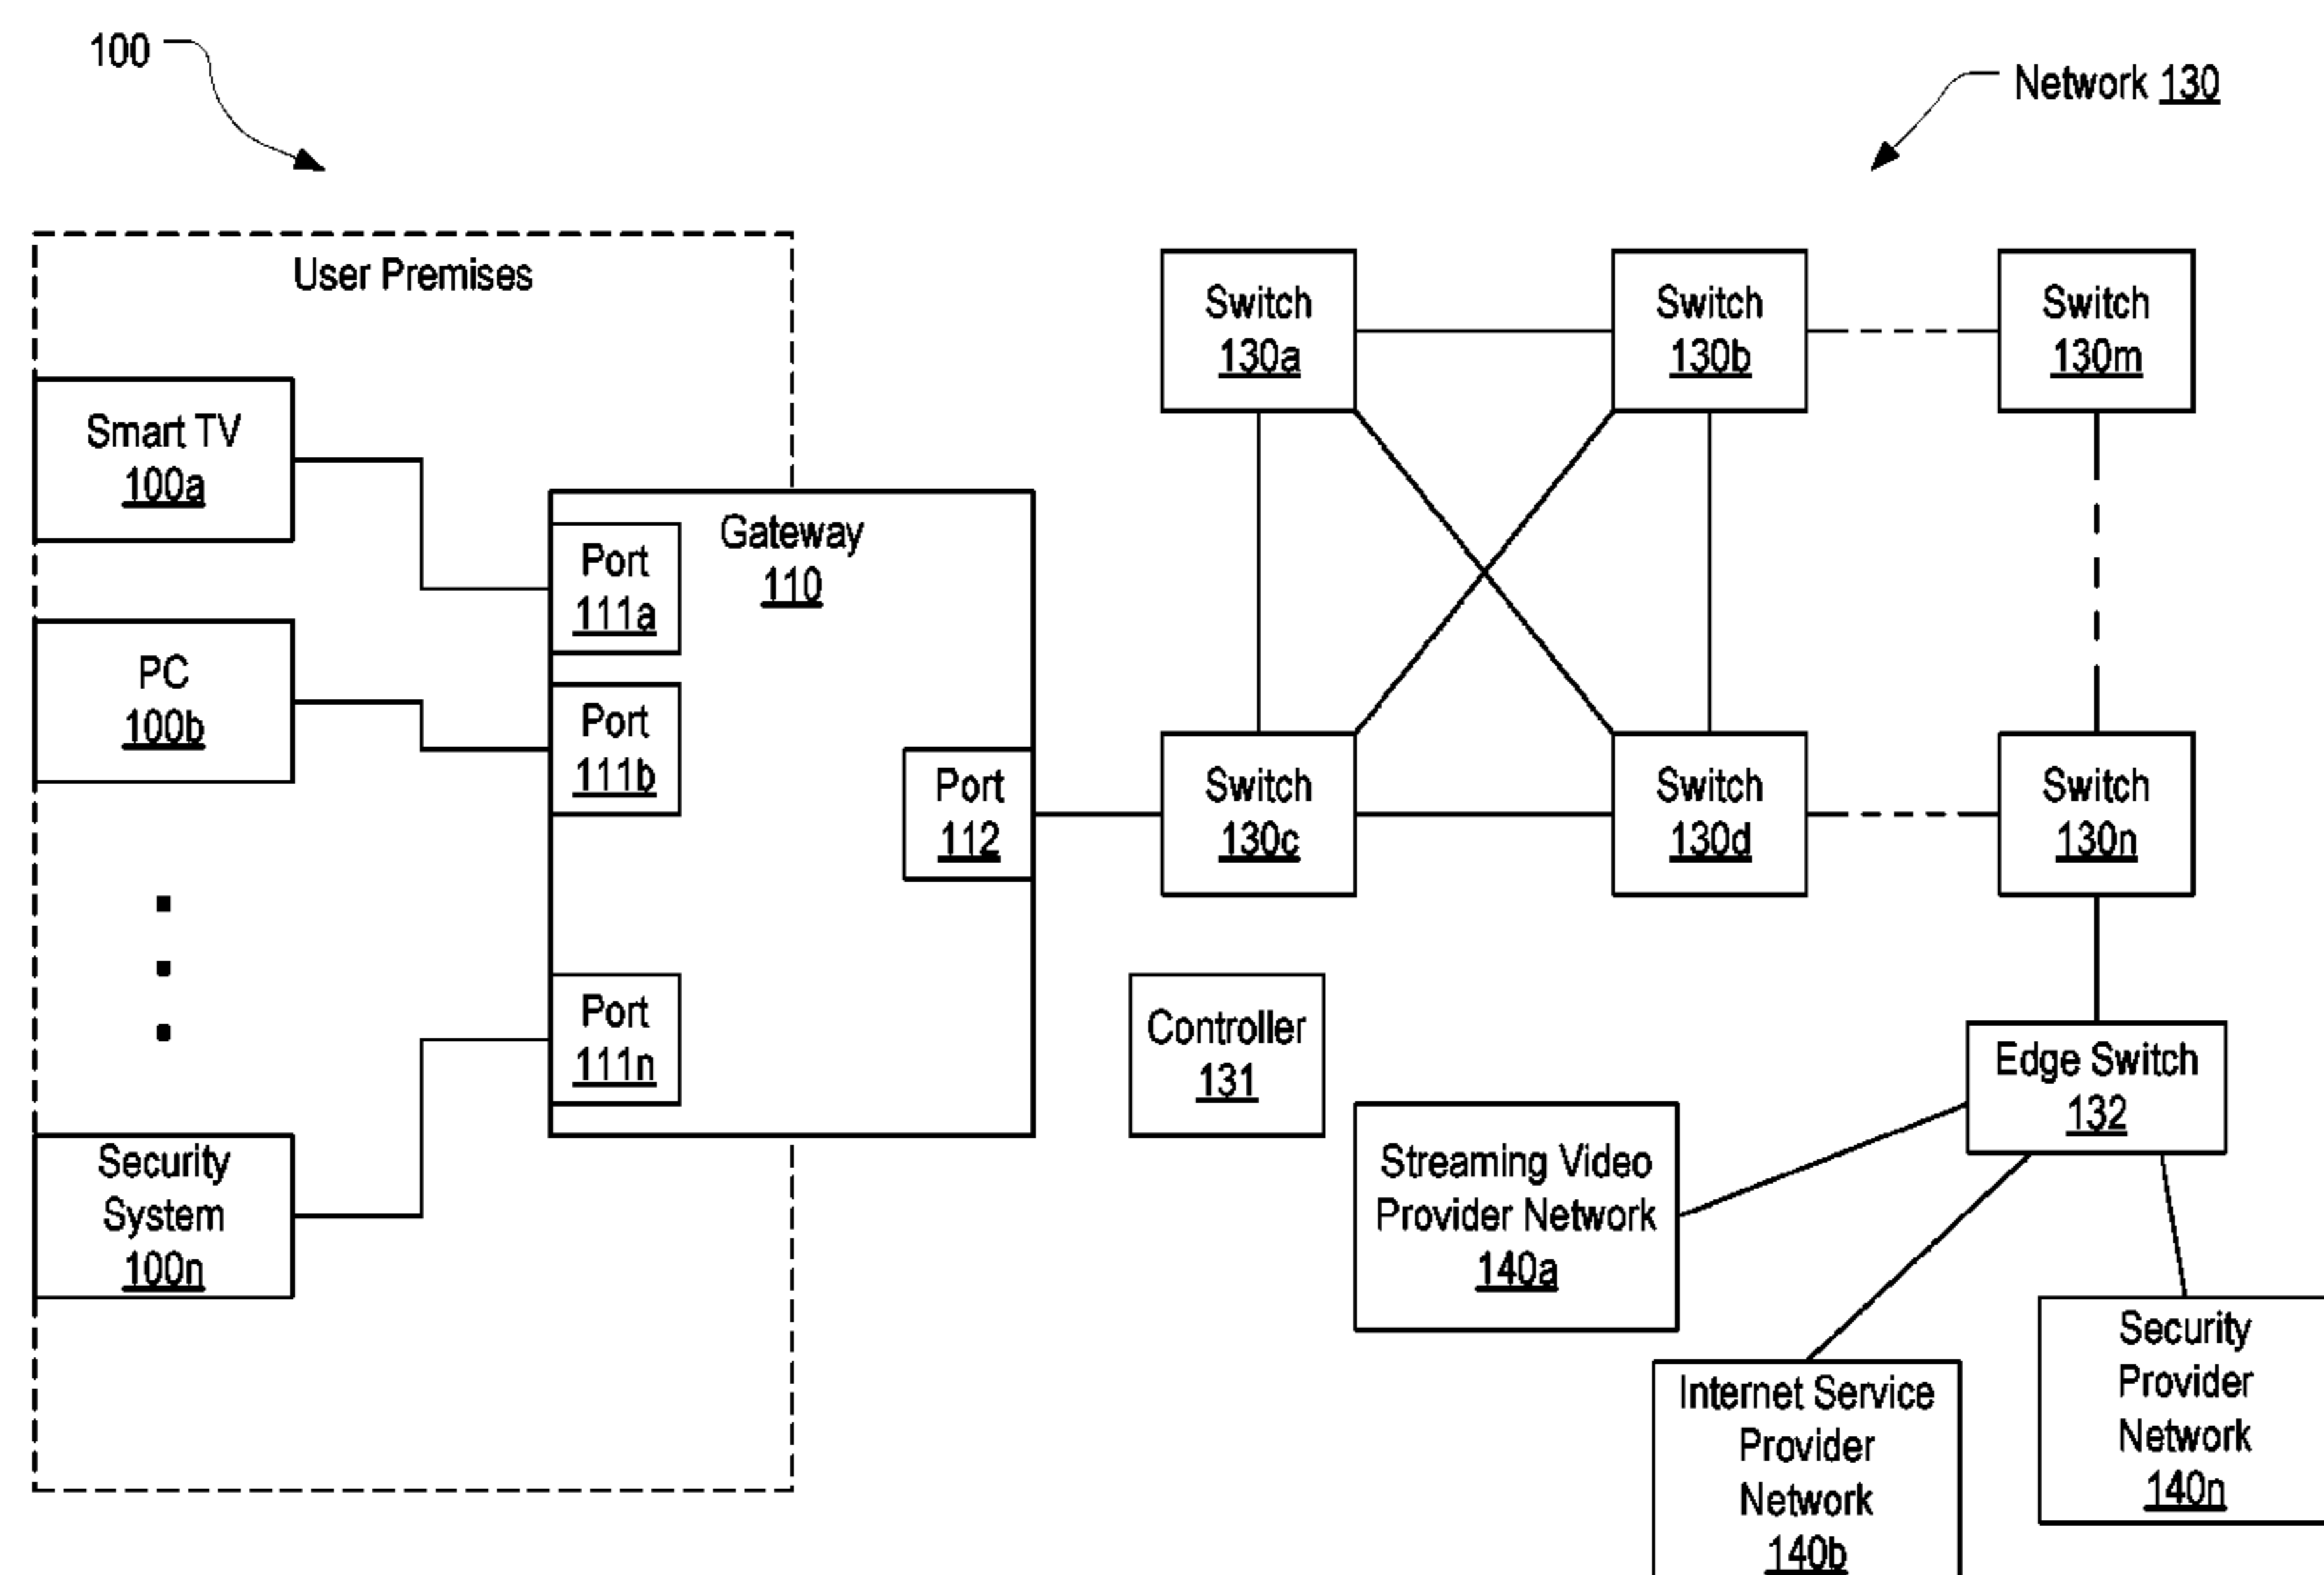 100
Network 130
User Premises
Smart TV
100a
PC
100b
Security
System
100n
Gateway
110
Port
111a
Port
111b
Port
111n
Port
112
Switch
130a
Switch
130b
Switch
130m
Switch
130c
Switch
130d
Switch
130n
Controller
131
Edge Switch
132
Streaming Video
Provider Network
140a
Internet Service
Provider
Network
140b
Security
Provider
Network
140n